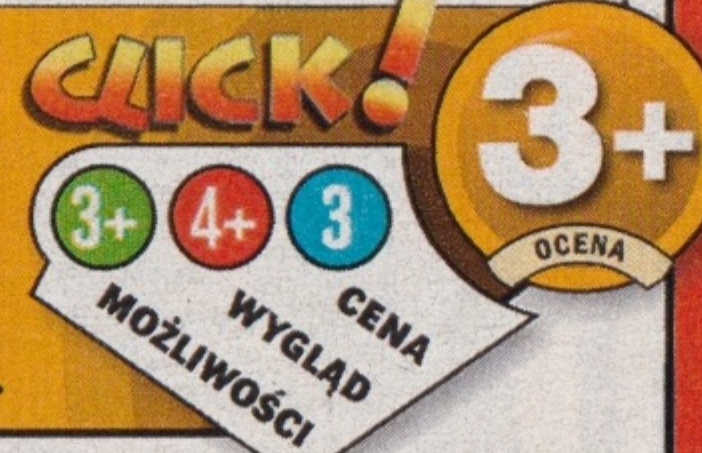 CLICK!
3+
OCENA
3+ 4+ 3
MOŻLIWOŚCI
WYGLĄD
CENA